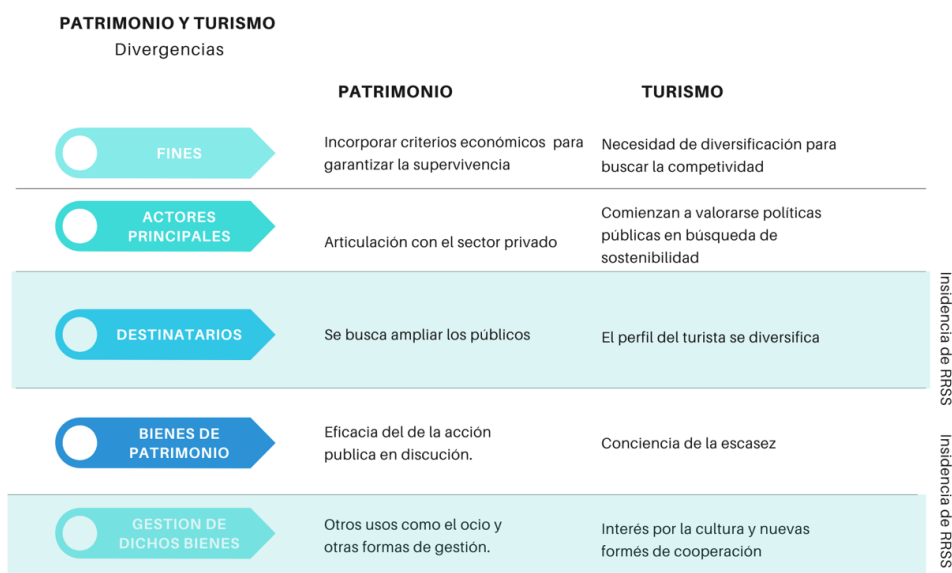 PATRIMONIO Y TURISMO
Divergencias
PATRIMONIO
TURISMO
FINES
Incorporar criterios económicos para
garantizar la supervivencia
Necesidad de diversificación para
buscar la competividad
ACTORES
PRINCIPALES
Articulación con el sector privado
Comienzan a valorarse políticas
públicas en búsqueda de
sostenibilidad
DESTINATARIOS
Se busca ampliar los públicos
El perfil del turista se diversifica
Insidencia de RRSS
BIENES DE
PATRIMONIO
Eficacia del de la acción
publica en discución.
Conciencia de la escasez
GESTION DE
DICHOS BIENES
Otros usos como el ocio y
otras formas de gestión.
Interés por la cultura y nuevas
formés de cooperación
Insidencia de RRSS